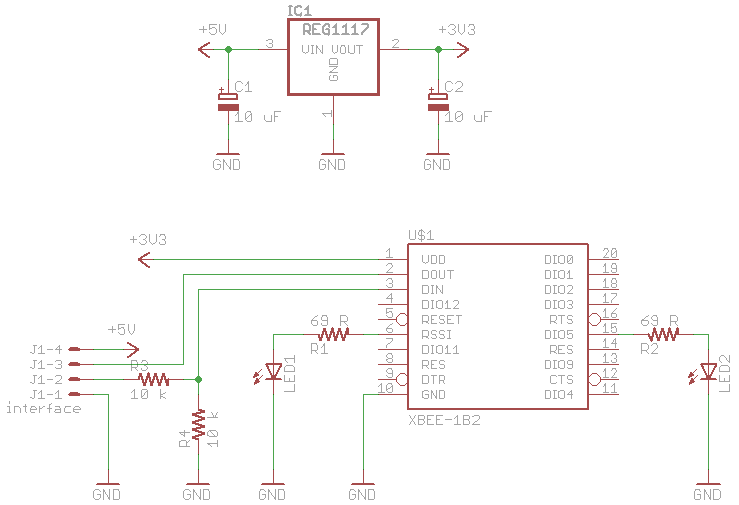 IC1
+5V REG1117 +3V3
3 VIN VOUT 2
GND
C1 C2
10 uF 1 10 uF
GND GND GND
U$1
+3V3
1 VDD DIO0 20
2 DOUT DIO1 19
3 DIN DIO2 18
4 DIO12 DIO3 17
5 RESET RTS 16
69 R 6 RSSI DIO5 15 69 R
R1 7 DIO11 RES 14 R2
8 RES DIO9 13
9 DTR CTS 12
10 GND DIO4 11
XBEE-1B2
LED1
LED2
+5V
J1-4
J1-3 R3
J1-2
J1-1 10 k
interface
R4
10 k
GND GND GND GND GND